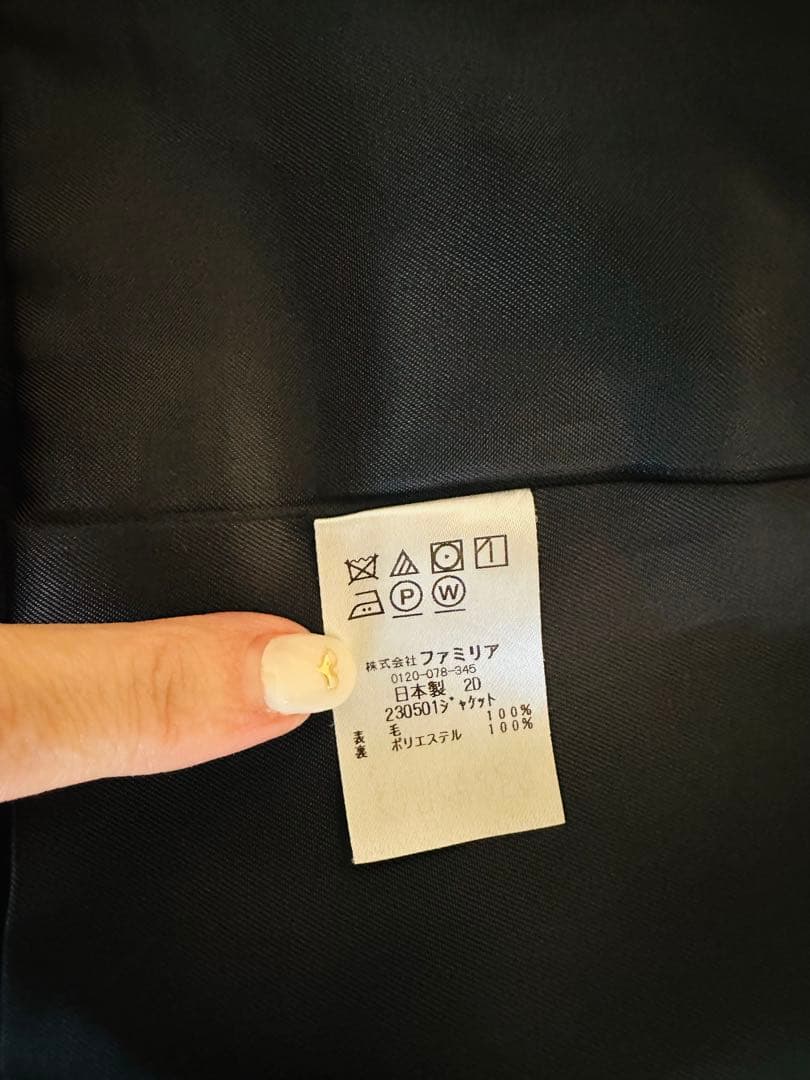 P W
株式会社 ファミリア
0120-078-345
日本製 2D
230501ジャケット
表 毛 100%
裏 ポリエステル 100%